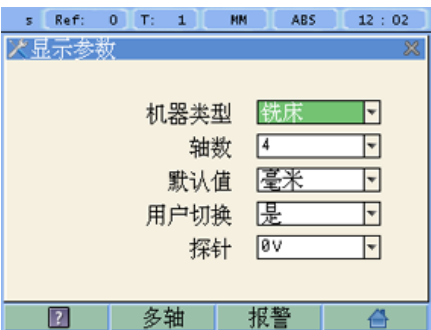 s Ref: 0 T: 1 MM ABS 12 : 02
显示参数
机器类型 铣床
轴数 4
默认值 毫米
用户切换 是
探针 0V
? 多轴 报警